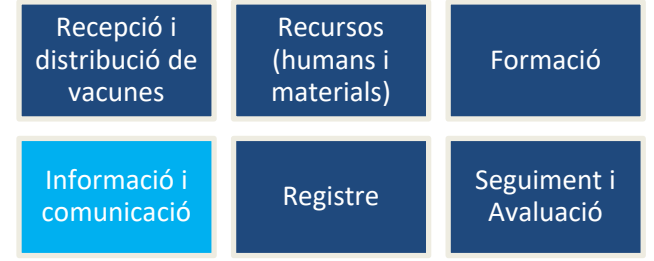 Recepció i
distribució de
vacunes
Recursos
(humans i
materials)
Formació
Informació i
comunicació
Registre
Seguiment i
Avaluació